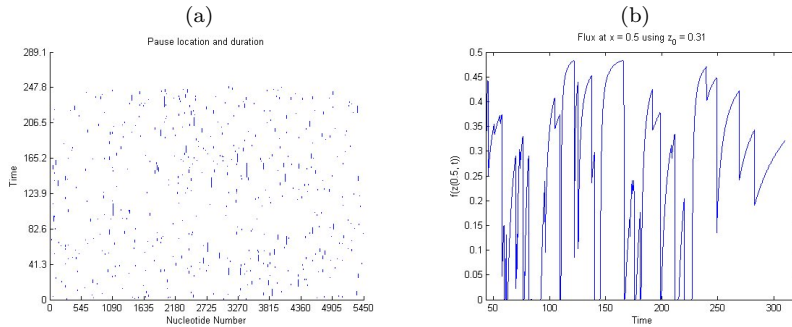 (a)
Pause location and duration
289.1
247.8
206.5
165.2
123.9
82.6
41.3
0
Time
0 545 1090 1635 2180 2725 3270 3815 4360 4905 5450
Nucleotide Number
(b)
Flux at x = 0.5 using z0 = 0.31
0.5
0.45
0.4
0.35
0.3
0.25
0.2
0.15
0.1
0.05
0
f(z(0.5, t))
50 100 150 200 250 300
Time